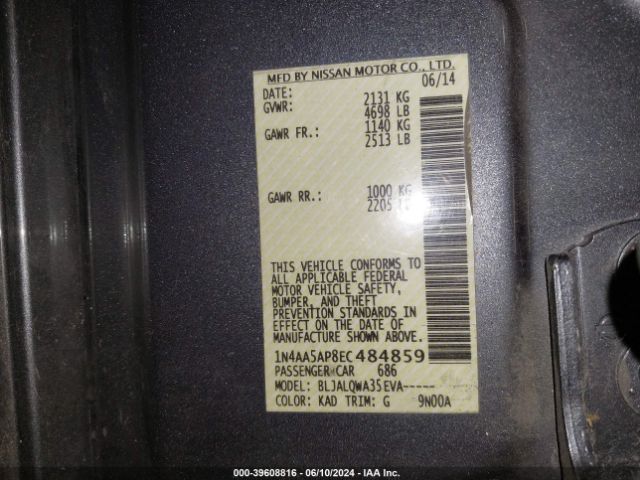 MFD BY NISSAN MOTOR CO., LTD.
DATE: 06/14
GVWR: 2131 KG
4698 LB
GAWR FR.: 1140 KG
2513 LB
GAWR RR.: 1000 KG
2205 LB
THIS VEHICLE CONFORMS TO
ALL APPLICABLE FEDERAL
MOTOR VEHICLE SAFETY,
BUMPER, AND THEFT
PREVENTION STANDARDS IN
EFFECT ON THE DATE OF
MANUFACTURE SHOWN ABOVE.
1N4AA5AP8EC484859
PASSENGER CAR 686
MODEL: BLJALQWA35EVA-----
COLOR: KAD TRIM: G 9N00A
000-39608816 - 06/10/2024 - IAA Inc.